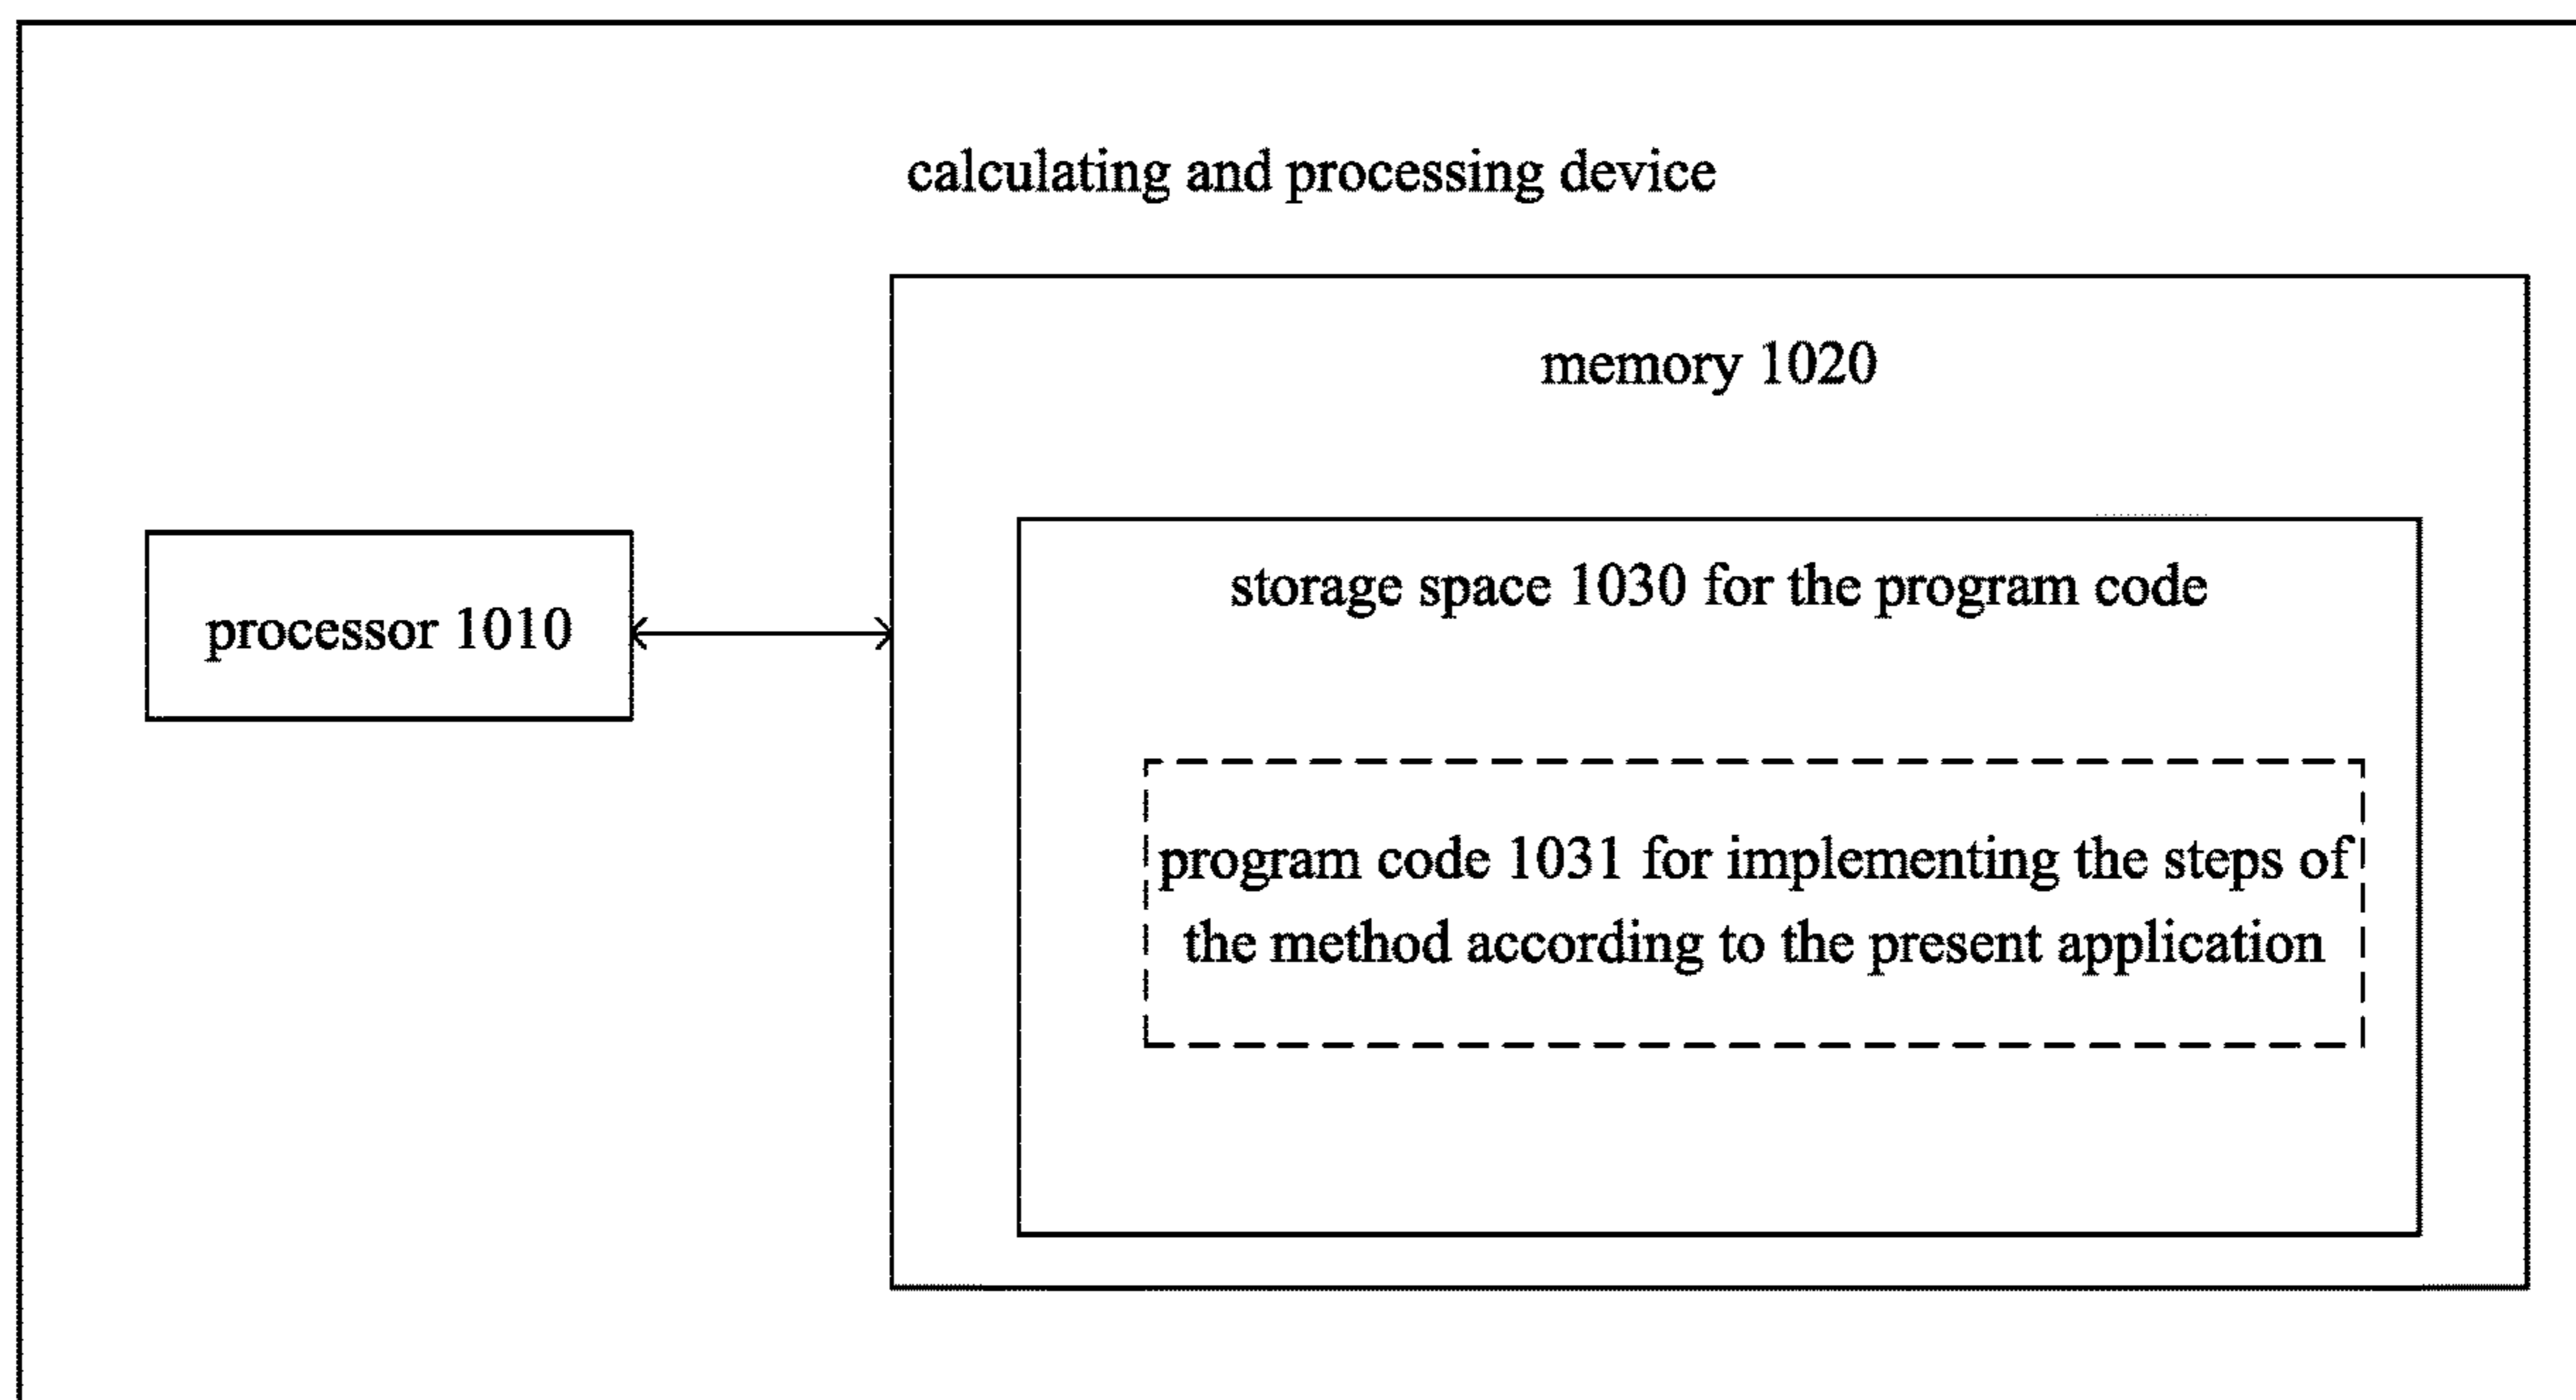 calculating and processing device
memory 1020
storage space 1030 for the program code
processor 1010
program code 1031 for implementing the steps of
the method according to the present application